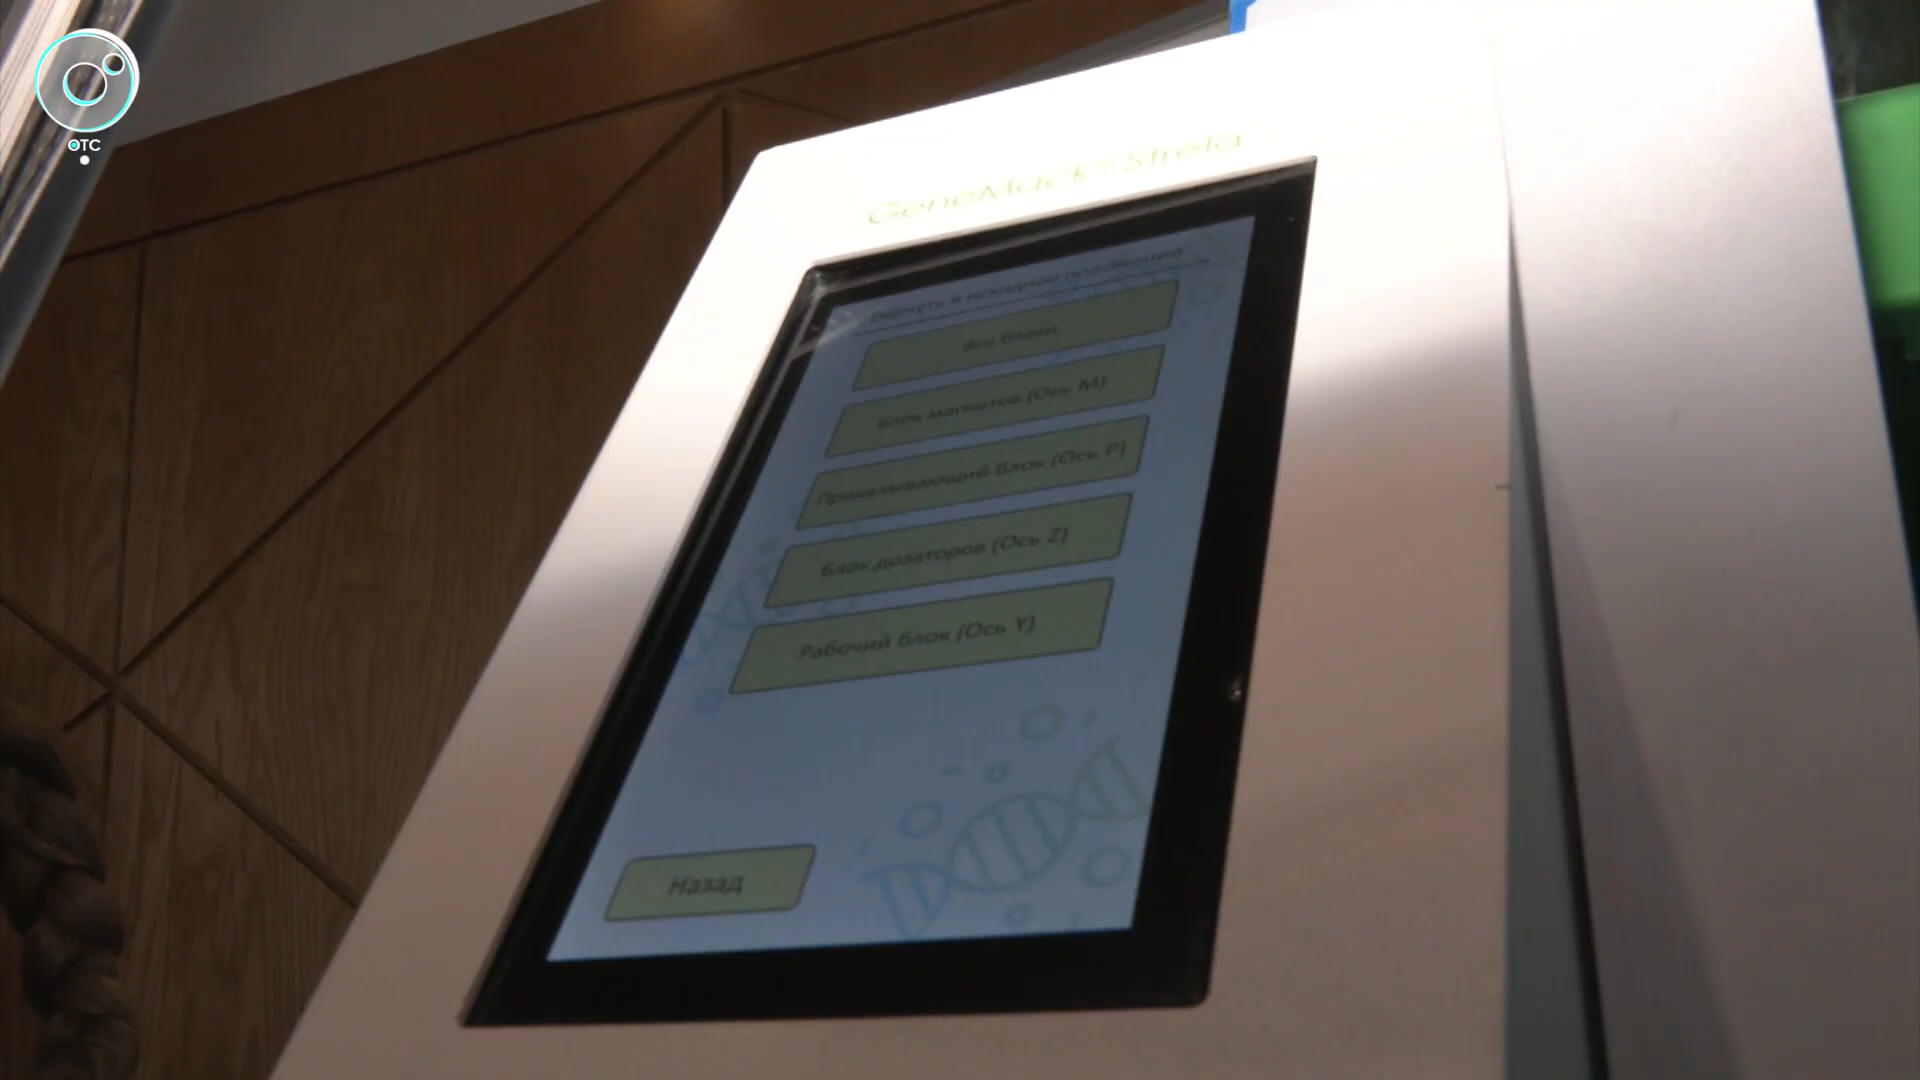 ОТС
GeneMack Strela
Вернуть в исходное положение
Все блоки
Блок магнитов (Ось M)
Прокалывающий блок (Ось P)
Блок дозаторов (Ось Z)
Рабочий блок (Ось Y)
Назад